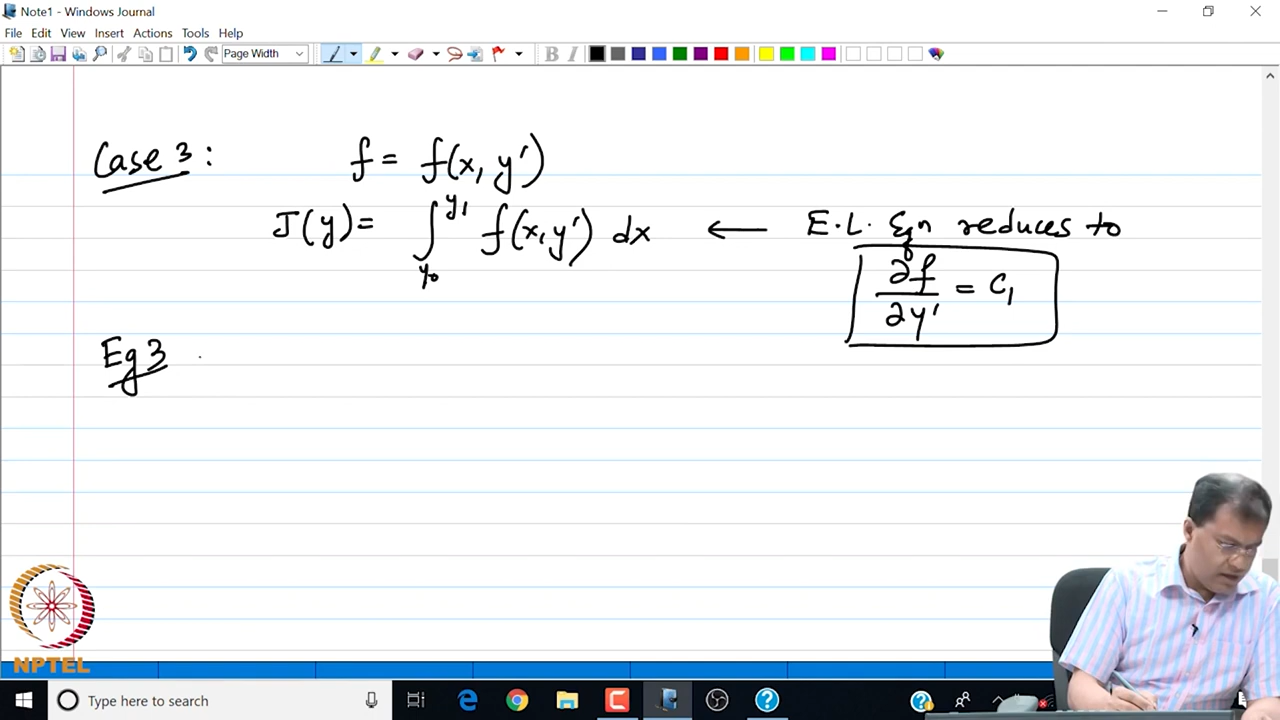 Note1 - Windows Journal
File Edit View Insert Actions Tools Help
Page Width B I
Case 3: f = f(x, y')
J(y) = ∫_{y₀}^{y₁} f(x,y') dx ← E.L. Eqn reduces to
∂f/∂y' = C₁
Eg 3
NPTEL
Type here to search